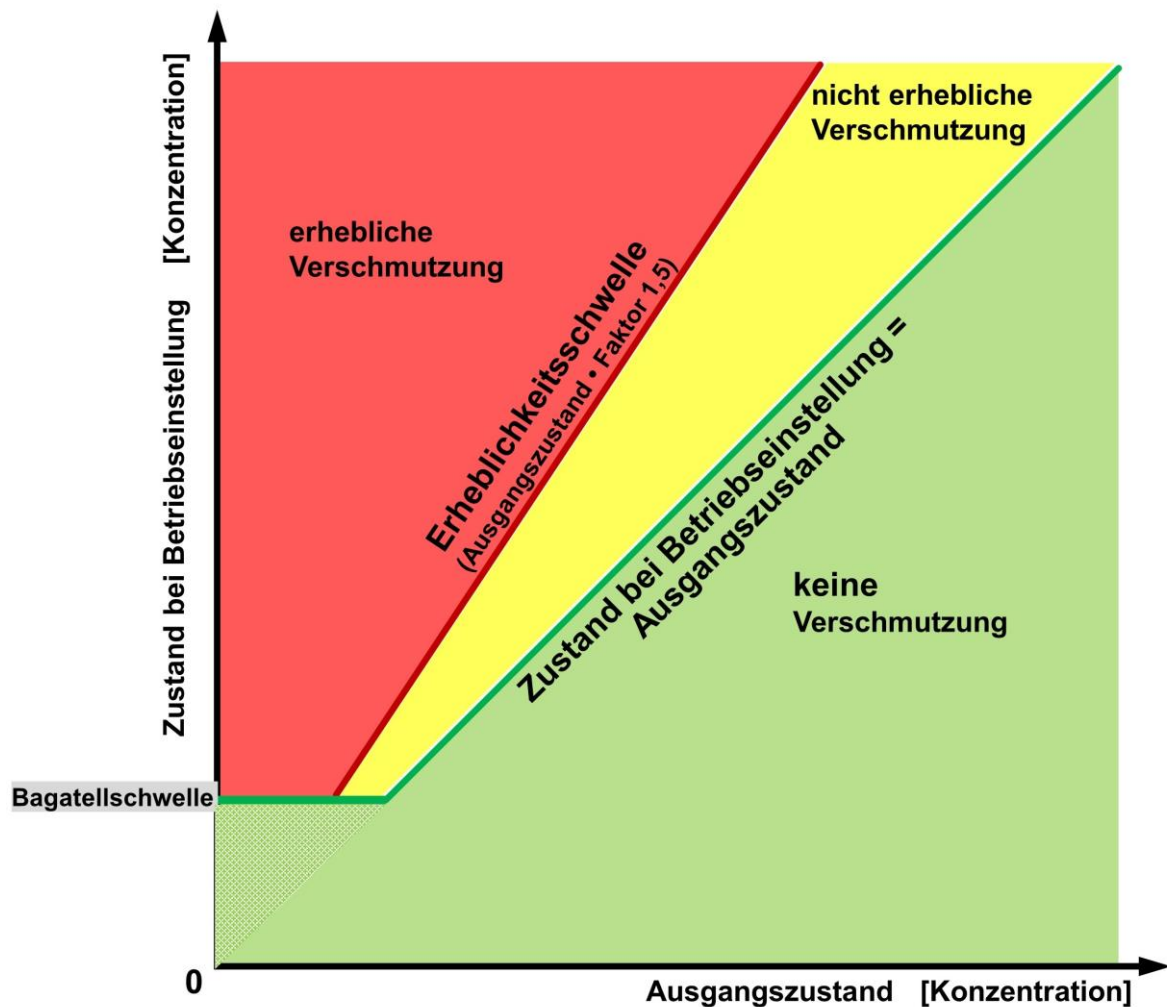 Zustand bei Betriebseinstellung [Konzentration]
erhebliche
Verschmutzung
nicht erhebliche
Verschmutzung
Erheblichkeitsschwelle
(Ausgangszustand • Faktor 1,5)
Zustand bei Betriebseinstellung =
Ausgangszustand
keine
Verschmutzung
Bagatellschwelle
0
Ausgangszustand [Konzentration]